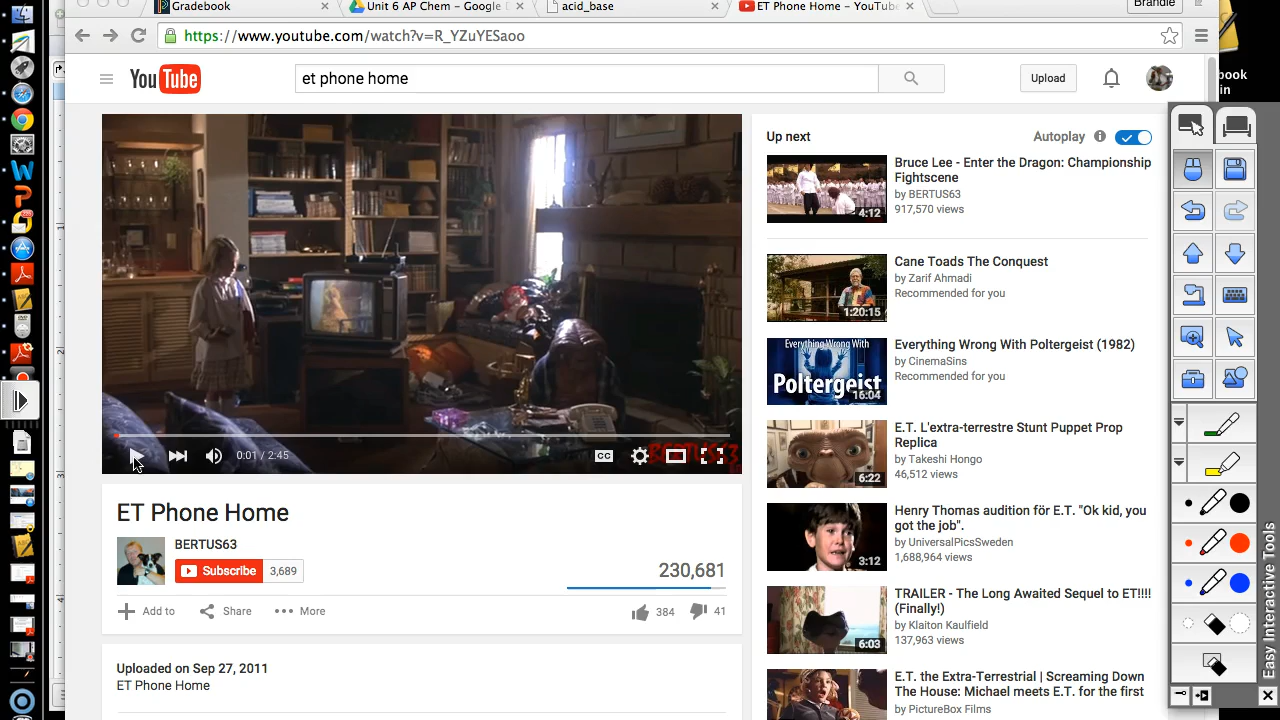 Gradebook
Unit 6 AP Chem - Google
acid_base
ET Phone Home - YouTube
Brandie
https://www.youtube.com/watch?v=R_YZuYESaoo
YouTube
et phone home
Upload
Up next
Autoplay
Bruce Lee - Enter the Dragon: Championship
Fightscene
by BERTUS63
917,570 views
4:12
Cane Toads The Conquest
by Zarif Ahmadi
Recommended for you
1:20:15
Everything Wrong With
Poltergeist
16:04
Everything Wrong With Poltergeist (1982)
by CinemaSins
Recommended for you
E.T. L'extra-terrestre Stunt Puppet Prop
Replica
by Takeshi Hongo
46,512 views
6:22
Henry Thomas audition för E.T. "Ok kid, you
got the job".
by UniversalPicsSweden
1,688,964 views
3:12
TRAILER - The Long Awaited Sequel to ET!!!!
(Finally!)
by Klaiton Kaulfield
137,963 views
6:03
E.T. the Extra-Terrestrial | Screaming Down
The House: Michael meets E.T. for the first
by PictureBox Films
0:01 / 2:45
CC
BERTUS63
ET Phone Home
BERTUS63
Subscribe
3,689
230,681
Add to
Share
More
384
41
Uploaded on Sep 27, 2011
ET Phone Home
Easy Interactive Tools